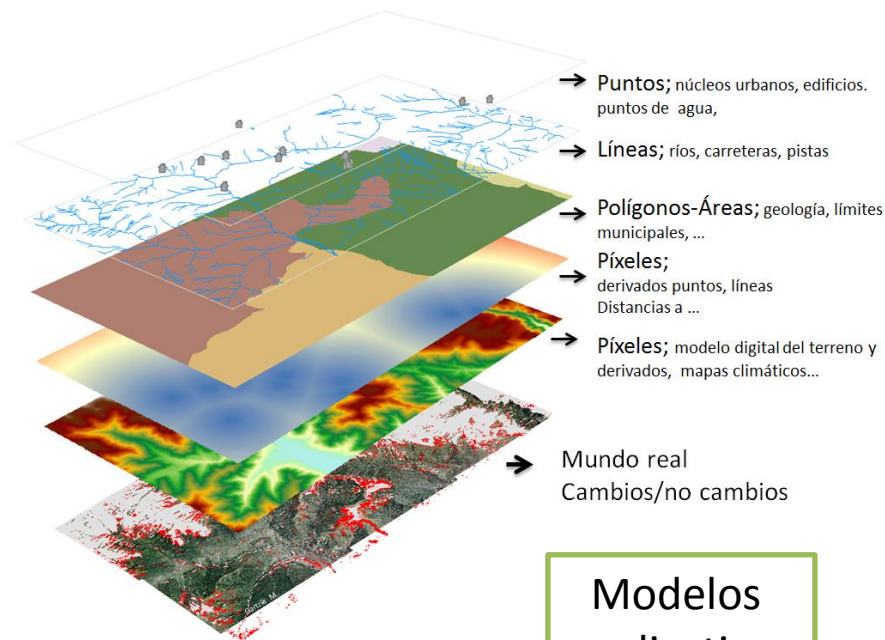 Puntos; núcleos urbanos, edificios.
puntos de agua,
Líneas; ríos, carreteras, pistas
Polígonos-Áreas; geología, límites
municipales, ...
Píxeles;
derivados puntos, líneas
Distancias a ...
Píxeles; modelo digital del terreno y
derivados, mapas climáticos...
Mundo real
Cambios/no cambios
Gartzia M.
Modelos